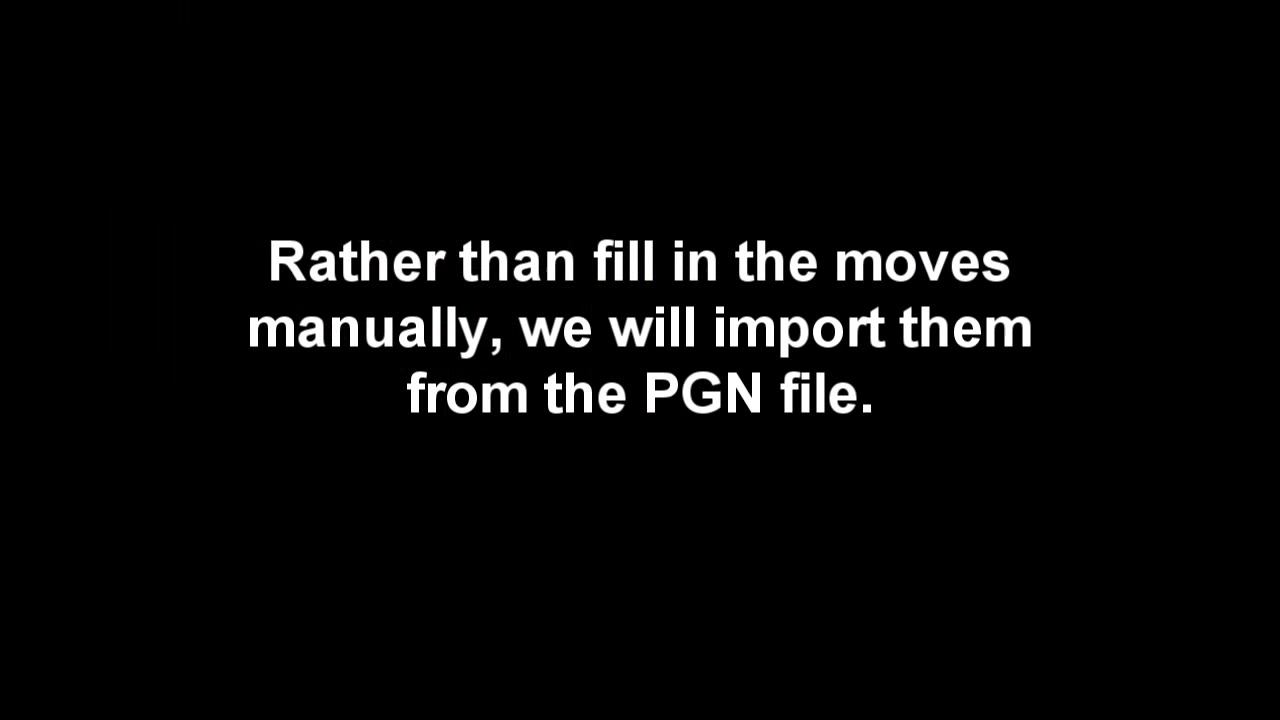 Rather than fill in the moves
manually, we will import them
from the PGN file.